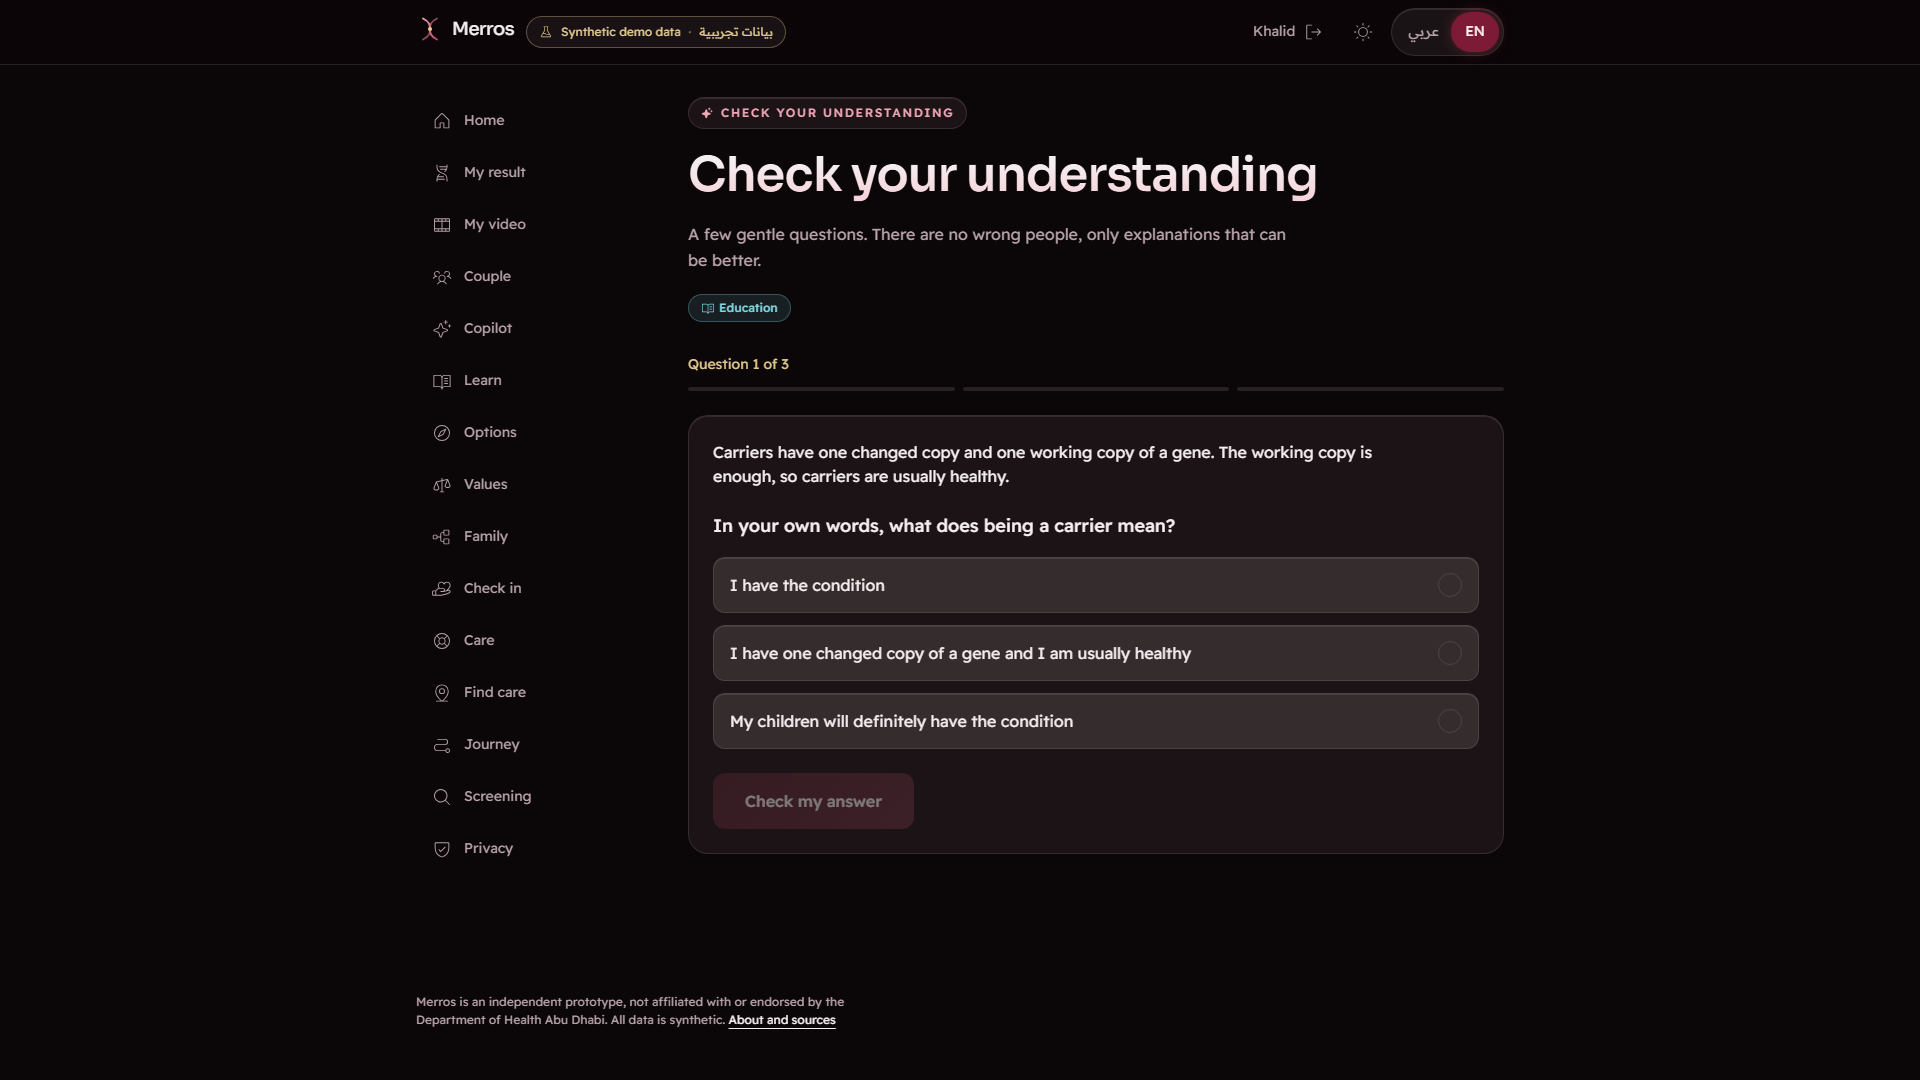 Merros
Synthetic demo data · بيانات تجريبية
Khalid
عربي
EN
Home
My result
My video
Couple
Copilot
Learn
Options
Values
Family
Check in
Care
Find care
Journey
Screening
Privacy
CHECK YOUR UNDERSTANDING
Check your understanding
A few gentle questions. There are no wrong people, only explanations that can
be better.
Education
Question 1 of 3
Carriers have one changed copy and one working copy of a gene. The working copy is
enough, so carriers are usually healthy.
In your own words, what does being a carrier mean?
I have the condition
I have one changed copy of a gene and I am usually healthy
My children will definitely have the condition
Check my answer
Merros is an independent prototype, not affiliated with or endorsed by the
Department of Health Abu Dhabi. All data is synthetic. About and sources